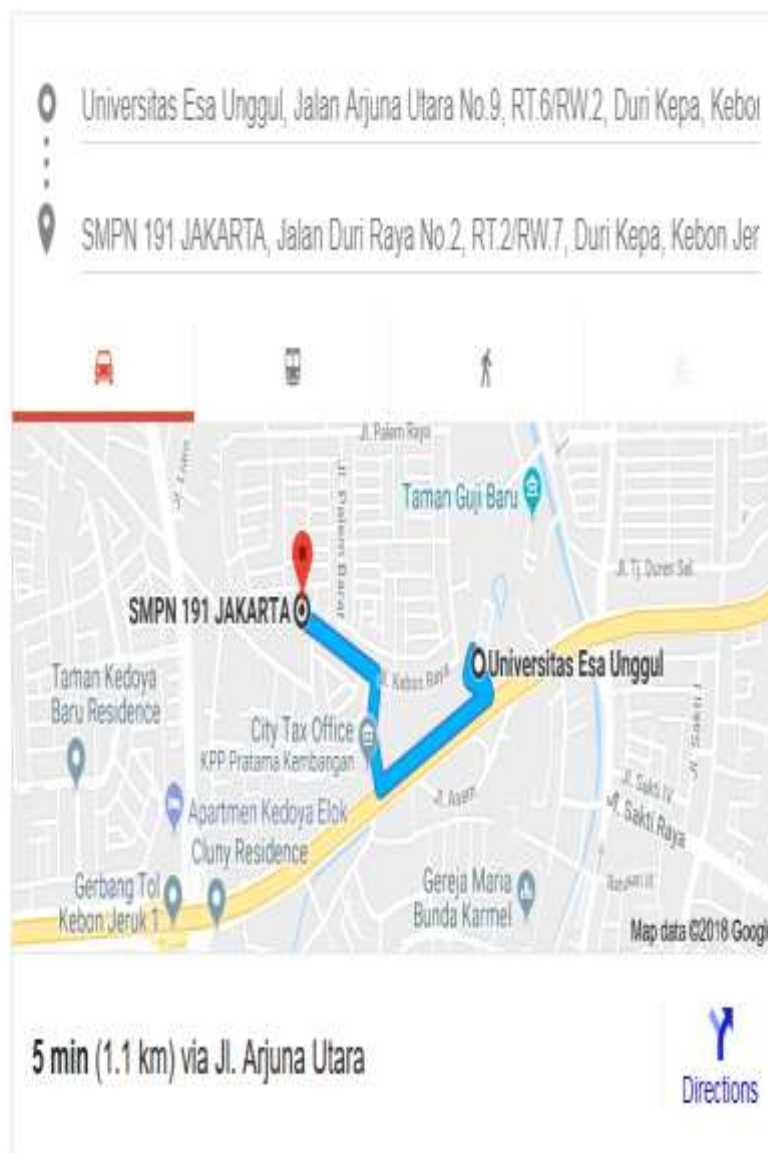 Universitas Esa Unggul, Jalan Arjuna Utara No.9, RT.6/RW.2, Duri Kepa, Kebon
SMPN 191 JAKARTA, Jalan Duri Raya No.2, RT.2/RW.7, Duri Kepa, Kebon Jer
Jl. Palem Raya
Taman Guji Baru
Jl. Palem Barat
Jl. Tj. Duren Sel.
SMPN 191 JAKARTA
Universitas Esa Unggul
Taman Kedoya
Baru Residence
Raya
City Tax Office
KPP Pratama Kembangan
Jl. Sakti IV
Jl. Asem
Jl. Sakti Raya
Apartmen Kedoya Elok
Cluny Residence
Gerbang Tol
Kebon Jeruk 1
Gereja Maria
Bunda Karmel
Map data ©2018 Google
5 min (1.1 km) via Jl. Arjuna Utara
Directions